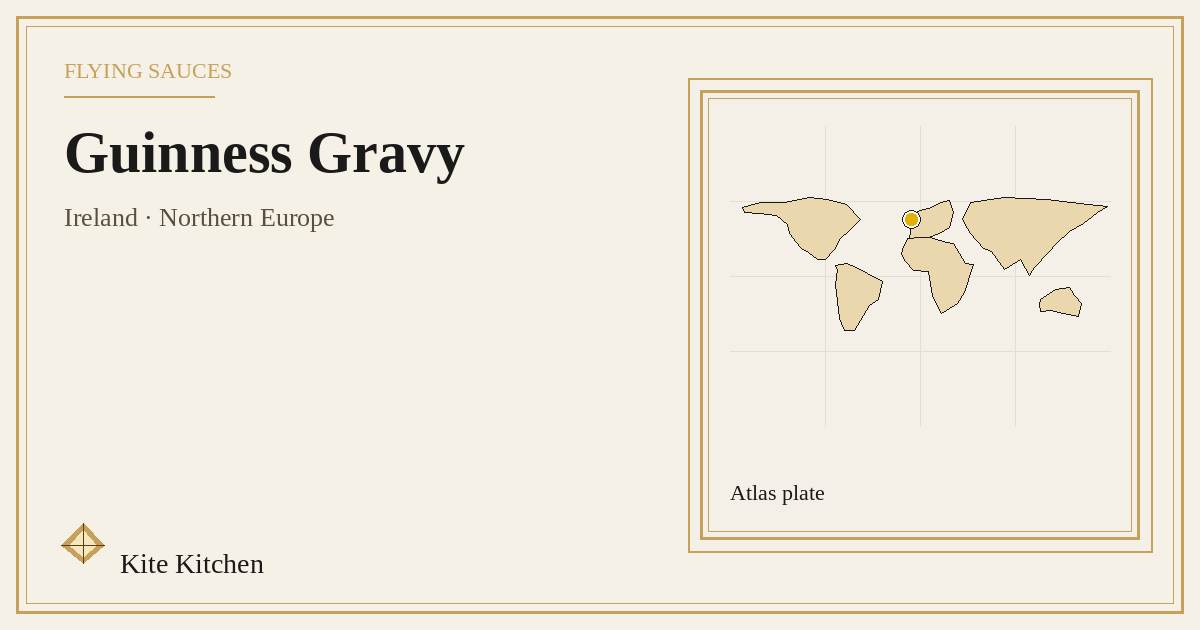 FLYING SAUCES
Guinness Gravy
Ireland · Northern Europe
Atlas plate
Kite Kitchen